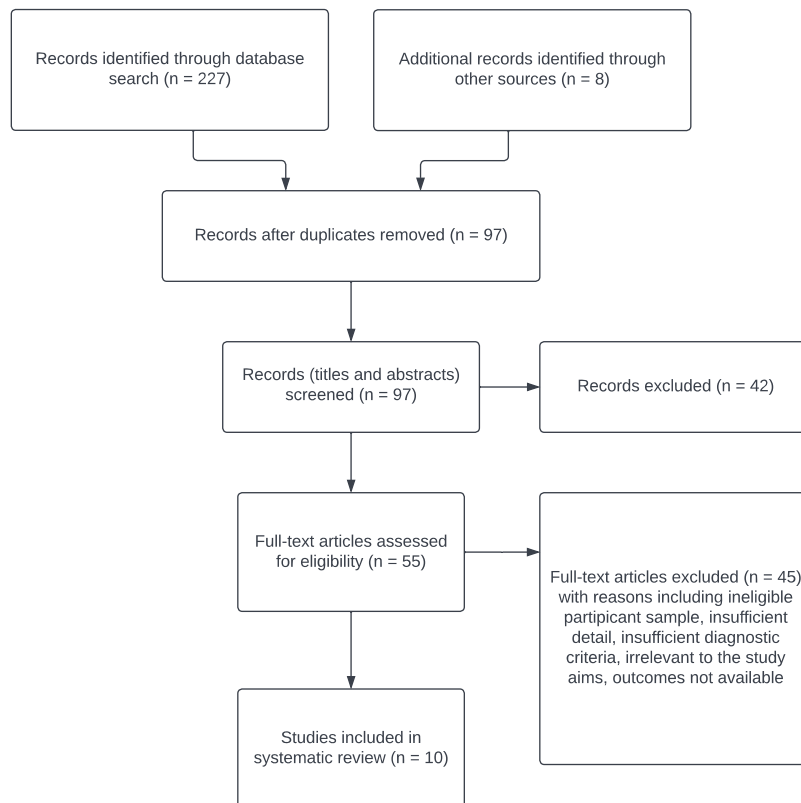 Records identified through database
search (n = 227)
Additional records identified through
other sources (n = 8)
Records after duplicates removed (n = 97)
Records (titles and abstracts)
screened (n = 97)
Records excluded (n = 42)
Full-text articles assessed
for eligibility (n = 55)
Full-text articles excluded (n = 45)
with reasons including ineligible
partipicant sample, insufficient
detail, insufficient diagnostic
criteria, irrelevant to the study
aims, outcomes not available
Studies included in
systematic review (n = 10)